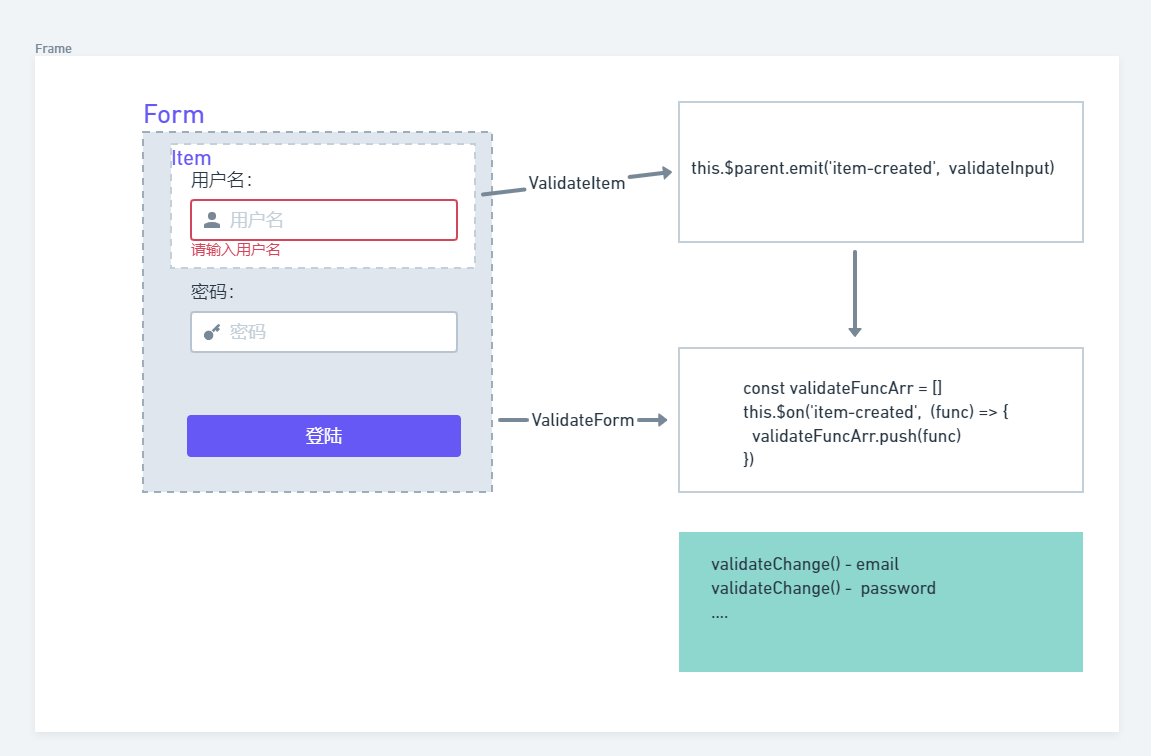 Frame
Form
Item
用户名：
用户名
请输入用户名
密码：
密码
登陆
ValidateItem
this.$parent.emit('item-created', validateInput)
ValidateForm
const validateFuncArr = []
this.$on('item-created', (func) => {
validateFuncArr.push(func)
})
validateChange() - email
validateChange() - password
....